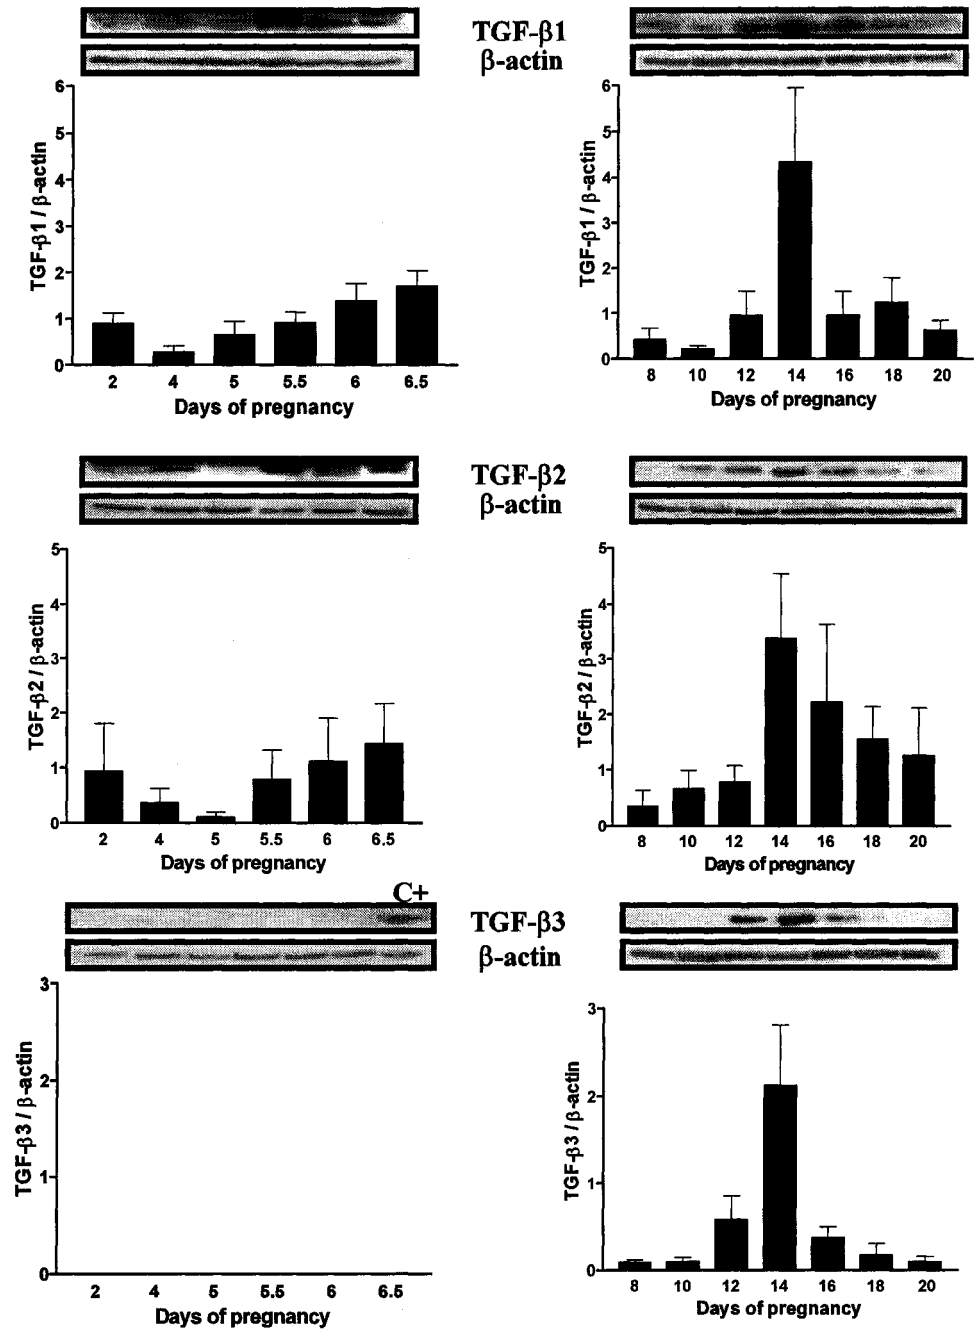 TGF-β1
β-actin
6
5
4
3
2
1
0
TGF-β1 / β-actin
2 4 5 5.5 6 6.5
Days of pregnancy
6
5
4
3
2
1
0
TGF-β1 / β-actin
8 10 12 14 16 18 20
Days of pregnancy
TGF-β2
β-actin
5
4
3
2
1
0
TGF-β2 / β-actin
2 4 5 5.5 6 6.5
Days of pregnancy
5
4
3
2
1
0
TGF-β2 / β-actin
8 10 12 14 16 18 20
Days of pregnancy
C+
TGF-β3
β-actin
3
2
1
0
TGF-β3 / β-actin
2 4 5 5.5 6 6.5
Days of pregnancy
3
2
1
0
TGF-β3 / β-actin
8 10 12 14 16 18 20
Days of pregnancy